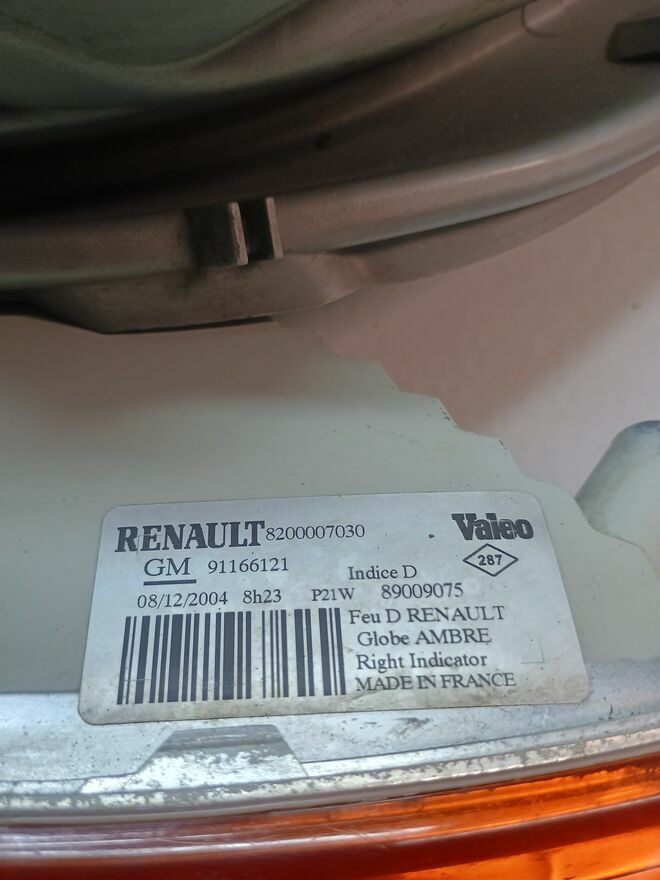 RENAULT 8200007030 Valeo
GM 91166121 Indice D 287
08/12/2004 8h23 P21W 89009075
Feu D RENAULT
Globe AMBRE
Right Indicator
MADE IN FRANCE